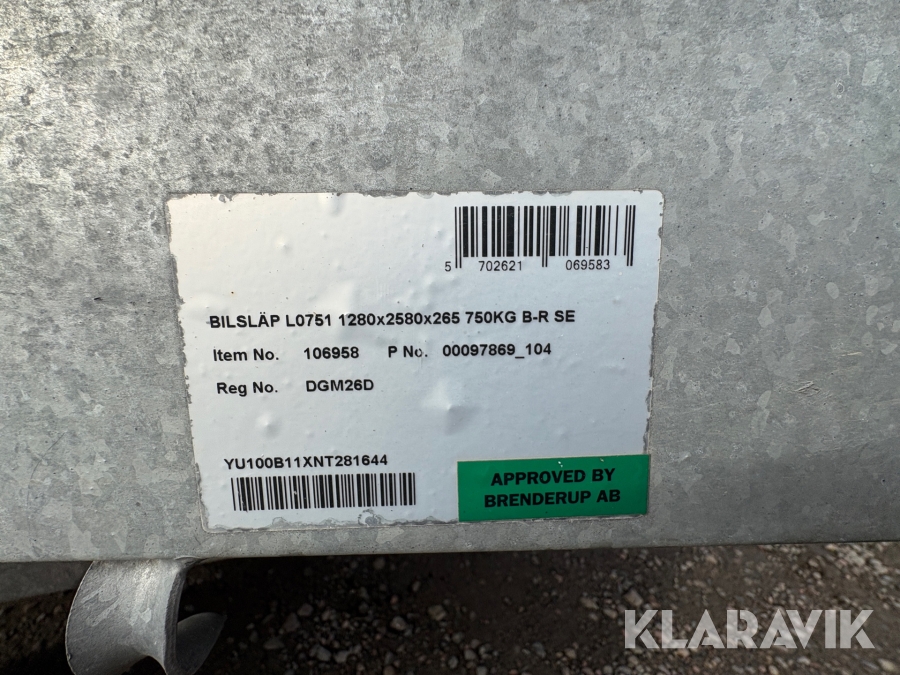 5 702621 069583
BILSLÄP L0751 1280x2580x265 750KG B-R SE
Item No. 106958 P No. 00097869_104
Reg No. DGM26D
YU100B11XNT281644
APPROVED BY
BRENDERUP AB
KLARAVIK